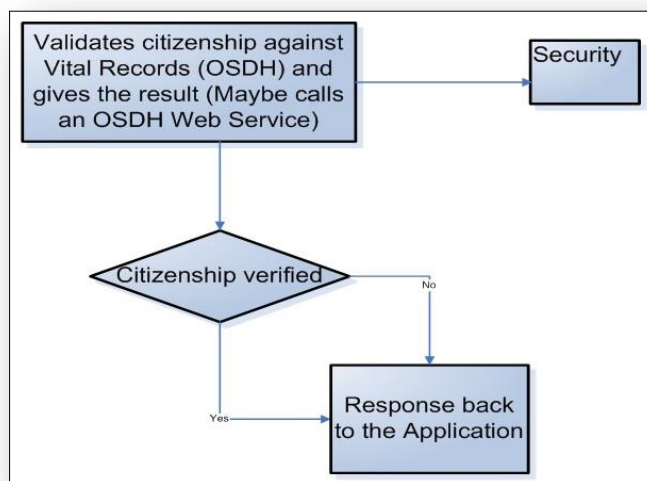 Validates citizenship against
Vital Records (OSDH) and
gives the result (Maybe calls
an OSDH Web Service)
Security
Citizenship verified
No
Yes
Response back
to the Application